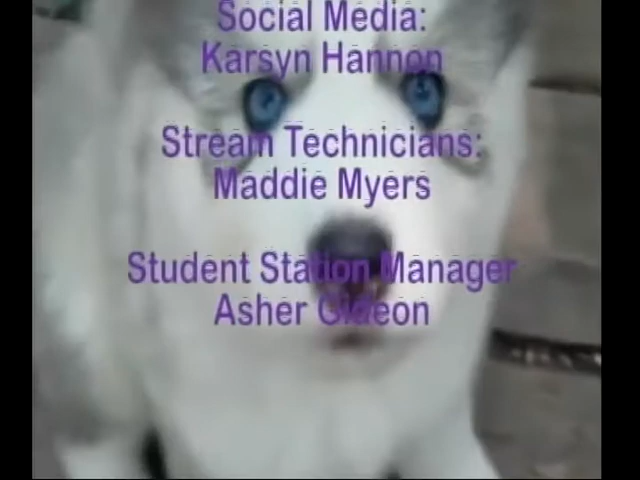 Social Media:
Karsyn Hannon
Stream Technicians:
Maddie Myers
Student Station Manager
Asher Gideon